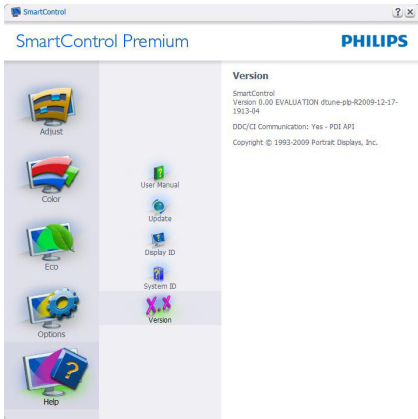 SmartControl
? x
SmartControl Premium
PHILIPS
Adjust
Color
Eco
Options
Help
User Manual
Update
Display ID
System ID
X.X
Version
Version
SmartControl
Version 0.00 EVALUATION dtune-plp-R2009-12-17-
1913-04
DDC/CI Communication: Yes - PDI API
Copyright © 1993-2009 Portrait Displays, Inc.